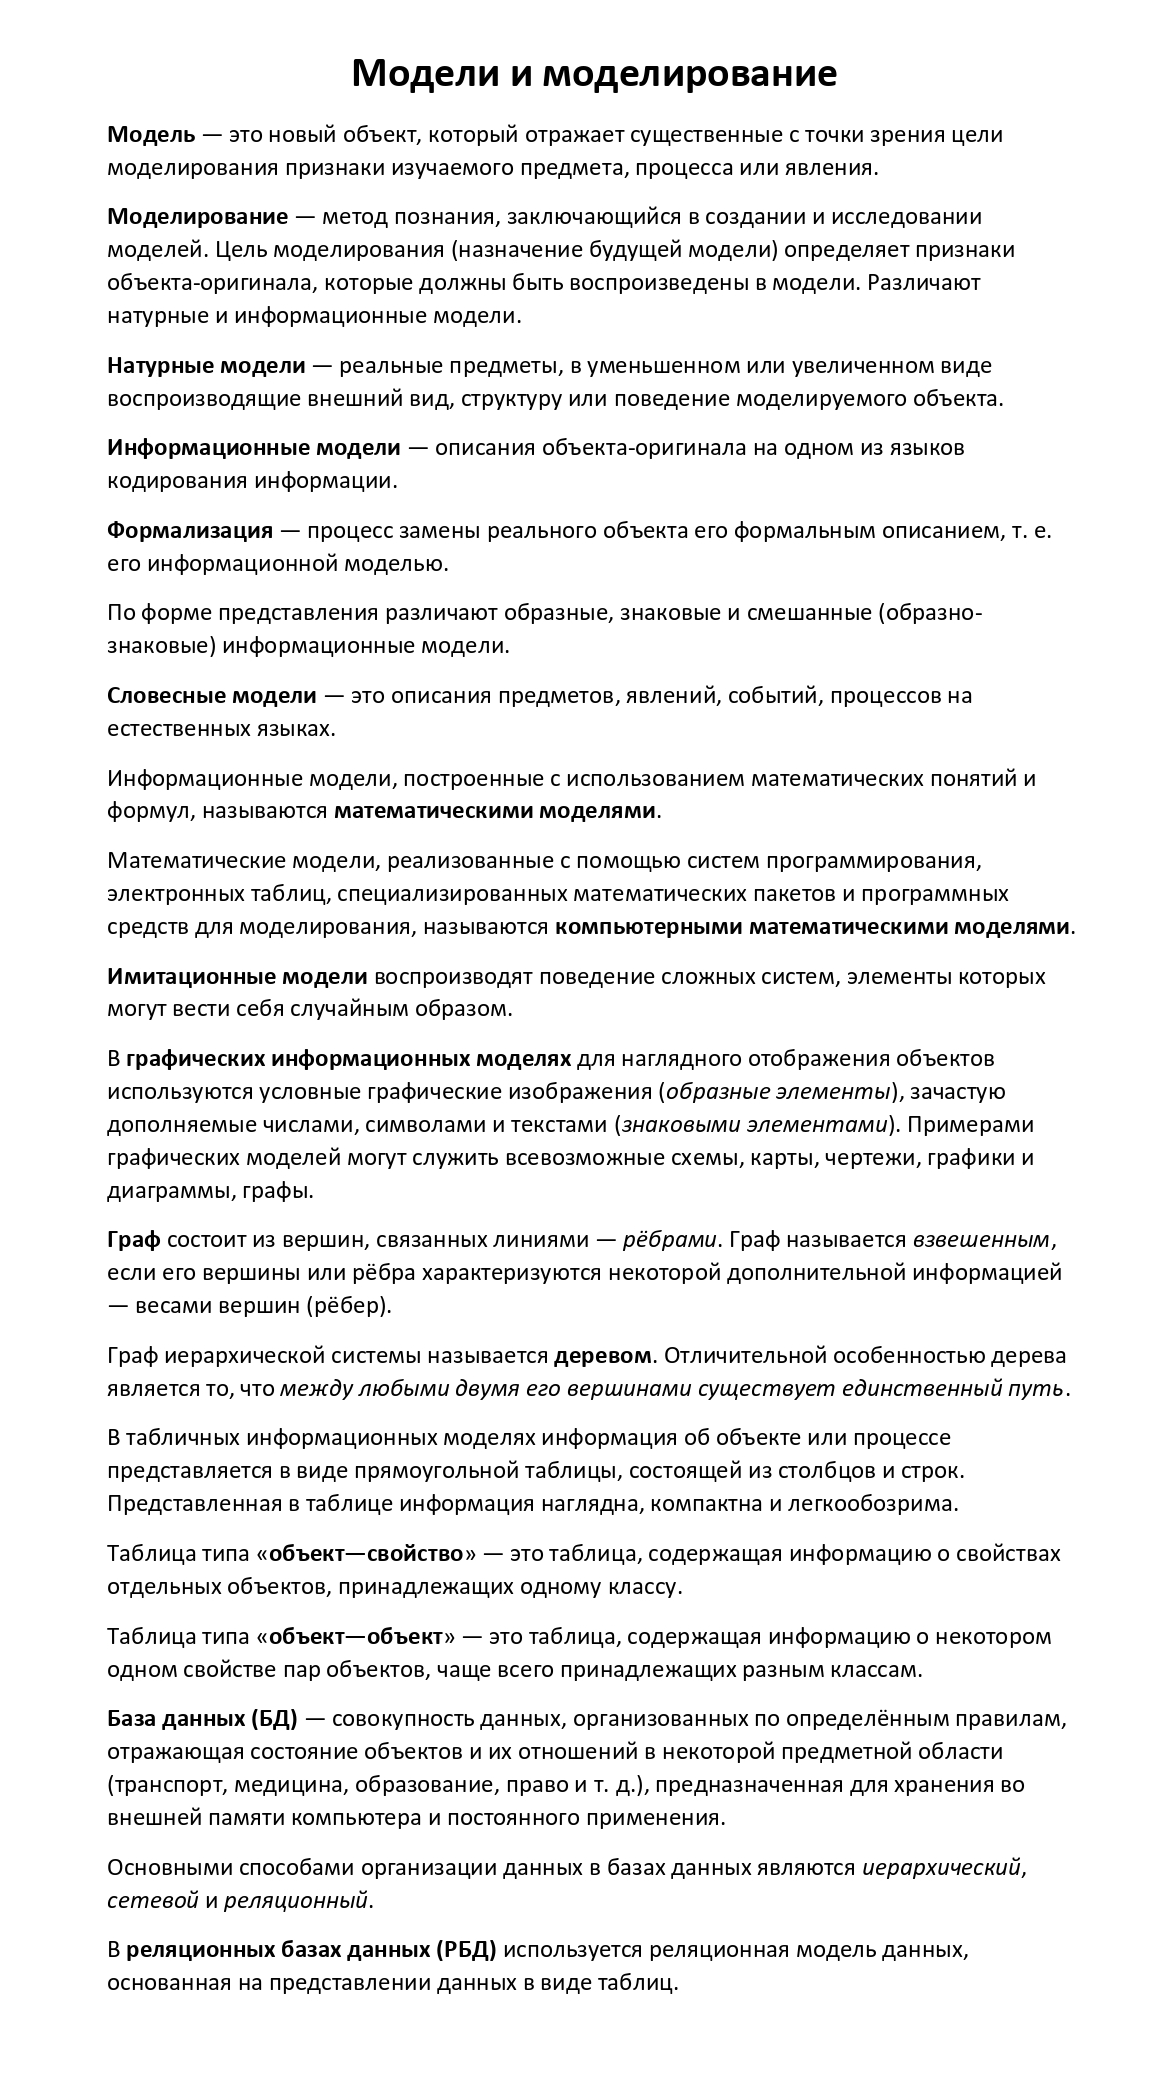 Модели и моделирование
Модель — это новый объект, который отражает существенные с точки зрения цели
моделирования признаки изучаемого предмета, процесса или явления.
Моделирование — метод познания, заключающийся в создании и исследовании
моделей. Цель моделирования (назначение будущей модели) определяет признаки
объекта-оригинала, которые должны быть воспроизведены в модели. Различают
натурные и информационные модели.
Натурные модели — реальные предметы, в уменьшенном или увеличенном виде
воспроизводящие внешний вид, структуру или поведение моделируемого объекта.
Информационные модели — описания объекта-оригинала на одном из языков
кодирования информации.
Формализация — процесс замены реального объекта его формальным описанием, т. е.
его информационной моделью.
По форме представления различают образные, знаковые и смешанные (образно-
знаковые) информационные модели.
Словесные модели — это описания предметов, явлений, событий, процессов на
естественных языках.
Информационные модели, построенные с использованием математических понятий и
формул, называются математическими моделями.
Математические модели, реализованные с помощью систем программирования,
электронных таблиц, специализированных математических пакетов и программных
средств для моделирования, называются компьютерными математическими моделями.
Имитационные модели воспроизводят поведение сложных систем, элементы которых
могут вести себя случайным образом.
В графических информационных моделях для наглядного отображения объектов
используются условные графические изображения (образные элементы), зачастую
дополняемые числами, символами и текстами (знаковыми элементами). Примерами
графических моделей могут служить всевозможные схемы, карты, чертежи, графики и
диаграммы, графы.
Граф состоит из вершин, связанных линиями — рёбрами. Граф называется взвешенным,
если его вершины или рёбра характеризуются некоторой дополнительной информацией
— весами вершин (рёбер).
Граф иерархической системы называется деревом. Отличительной особенностью дерева
является то, что между любыми двумя его вершинами существует единственный путь.
В табличных информационных моделях информация об объекте или процессе
представляется в виде прямоугольной таблицы, состоящей из столбцов и строк.
Представленная в таблице информация наглядна, компактна и легкообозрима.
Таблица типа «объект—свойство» — это таблица, содержащая информацию о свойствах
отдельных объектов, принадлежащих одному классу.
Таблица типа «объект—объект» — это таблица, содержащая информацию о некотором
одном свойстве пар объектов, чаще всего принадлежащих разным классам.
База данных (БД) — совокупность данных, организованных по определённым правилам,
отражающая состояние объектов и их отношений в некоторой предметной области
(транспорт, медицина, образование, право и т. д.), предназначенная для хранения во
внешней памяти компьютера и постоянного применения.
Основными способами организации данных в базах данных являются иерархический,
сетевой и реляционный.
В реляционных базах данных (РБД) используется реляционная модель данных,
основанная на представлении данных в виде таблиц.